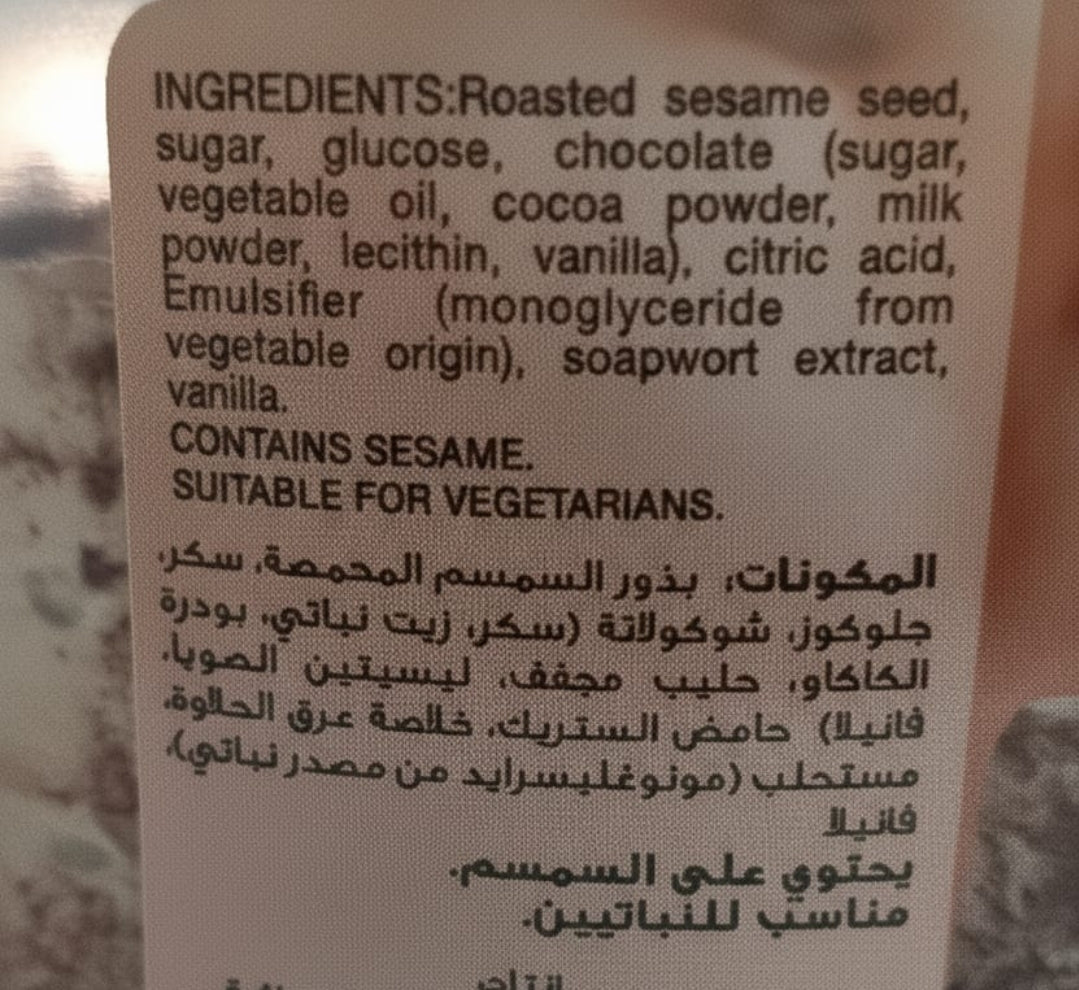 INGREDIENTS:Roasted sesame seed,
sugar, glucose, chocolate (sugar,
vegetable oil, cocoa powder, milk
powder, lecithin, vanilla), citric acid,
Emulsifier (monoglyceride from
vegetable origin), soapwort extract,
vanilla.
CONTAINS SESAME.
SUITABLE FOR VEGETARIANS.
المكونات، بذور السمسم المحمصة، سكر،
جلوكوز، شوكولاتة (سكر، زيت نباتي، بودرة
الكاكاو، حليب مجفف، ليسيتين الصويا،
فانيلا) حامض الستريك، خلاصة عرق الحلاوة،
مستحلب (مونوغليسرايد من مصدر نباتي)،
فانيلا
يحتوي على السمسم.
مناسب للنباتيين.